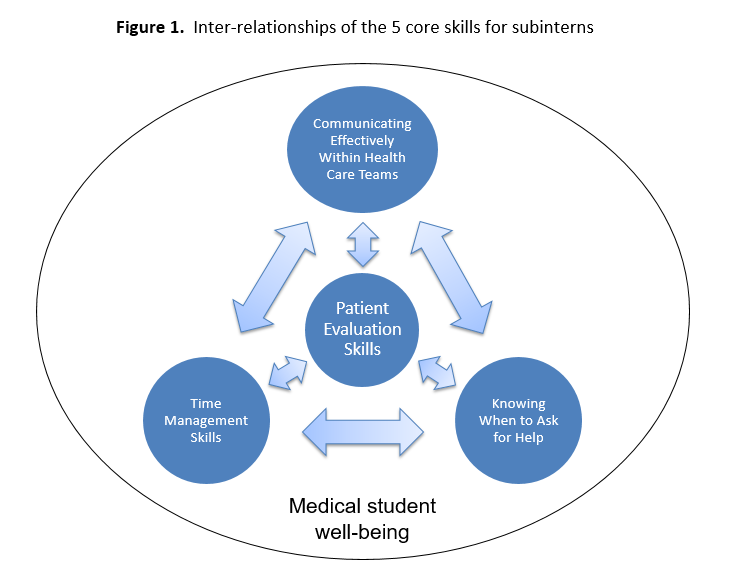 Figure 1.  Inter-relationships of the 5 core skills for subinterns
Communicating
Effectively
Within Health
Care Teams
Patient
Evaluation
Skills
Time
Management
Skills
Knowing
When to Ask
for Help
Medical student
well-being